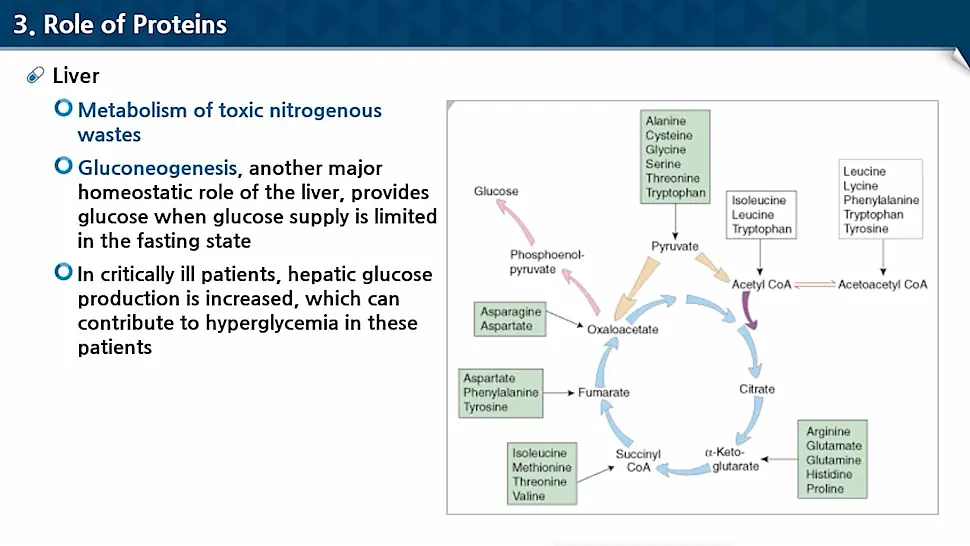 3. Role of Proteins
Liver
Metabolism of toxic nitrogenous
wastes
Gluconeogenesis, another major
homeostatic role of the liver, provides
glucose when glucose supply is limited
in the fasting state
In critically ill patients, hepatic glucose
production is increased, which can
contribute to hyperglycemia in these
patients
Alanine
Cysteine
Glycine
Serine
Threonine
Tryptophan
Leucine
Lycine
Phenylalanine
Tryptophan
Tyrosine
Isoleucine
Leucine
Tryptophan
Glucose
Pyruvate
Phosphoenol-
pyruvate
Acetyl CoA
Acetoacetyl CoA
Asparagine
Aspartate
Oxaloacetate
Aspartate
Phenylalanine
Tyrosine
Fumarate
Citrate
Isoleucine
Methionine
Threonine
Valine
Succinyl
CoA
α-Keto-
glutarate
Arginine
Glutamate
Glutamine
Histidine
Proline